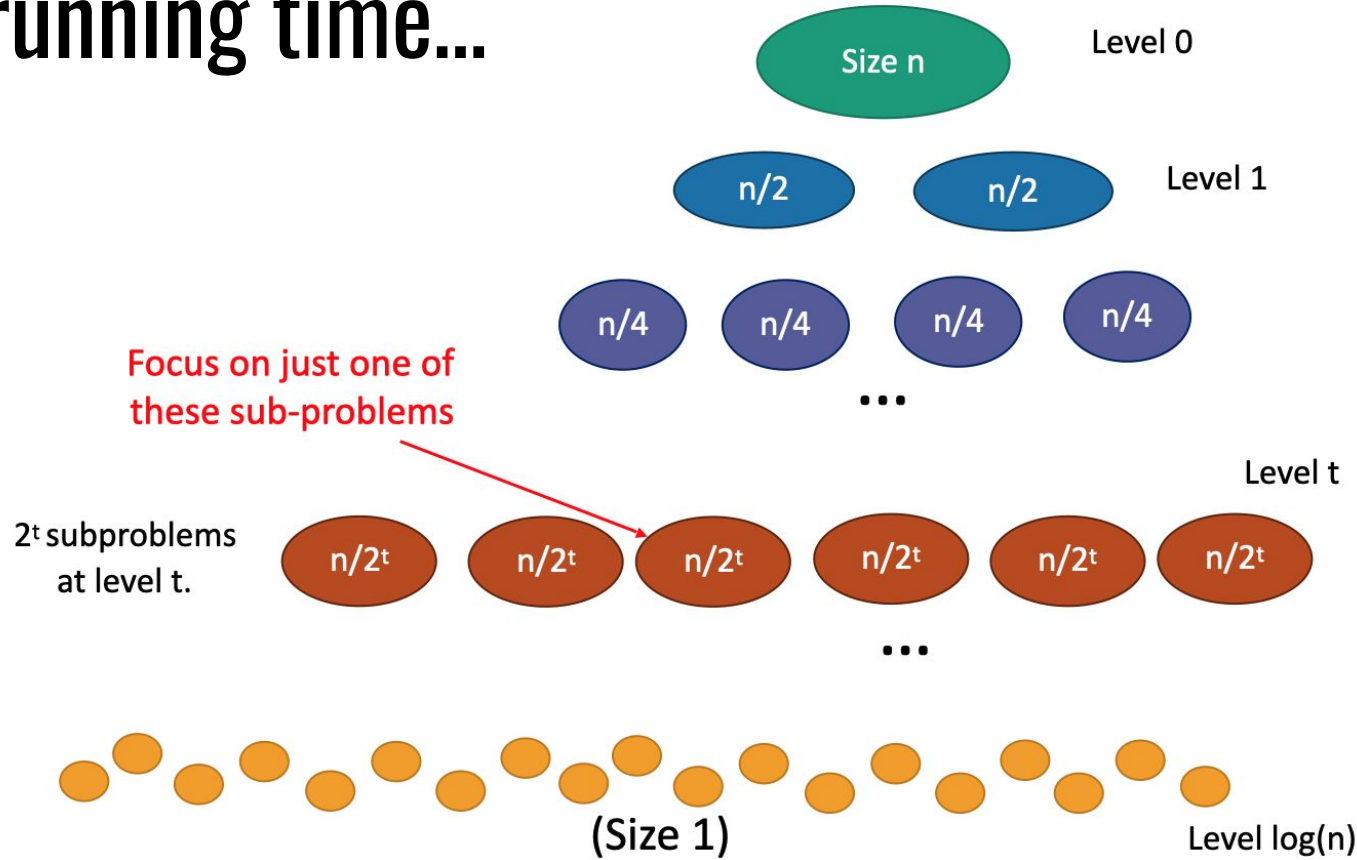 running time...
Size n
Level 0
n/2
n/2
Level 1
n/4
n/4
n/4
n/4
Focus on just one of
these sub-problems
...
Level t
2ᵗ subproblems
at level t.
n/2ᵗ
n/2ᵗ
n/2ᵗ
n/2ᵗ
n/2ᵗ
n/2ᵗ
...
(Size 1)
Level log(n)